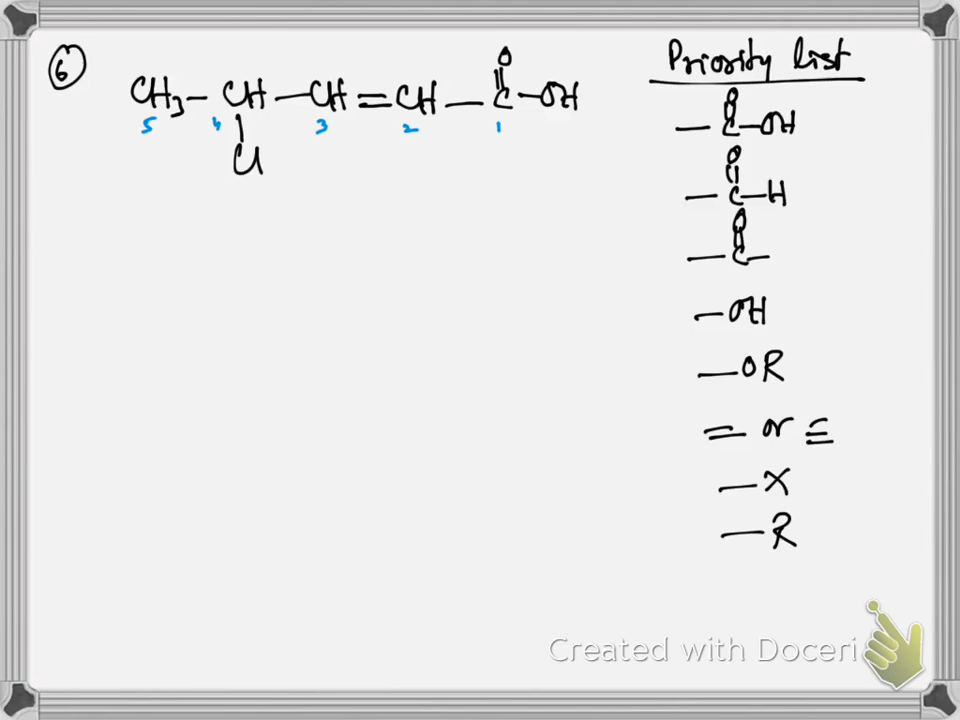 6
Priority list
O
CH3 — CH — CH = CH — C — OH
5 4 3 2 1
Cl
O
— C — OH
O
— C — H
O
— C —
— OH
— OR
= or ≡
— X
— R
Created with Doceri